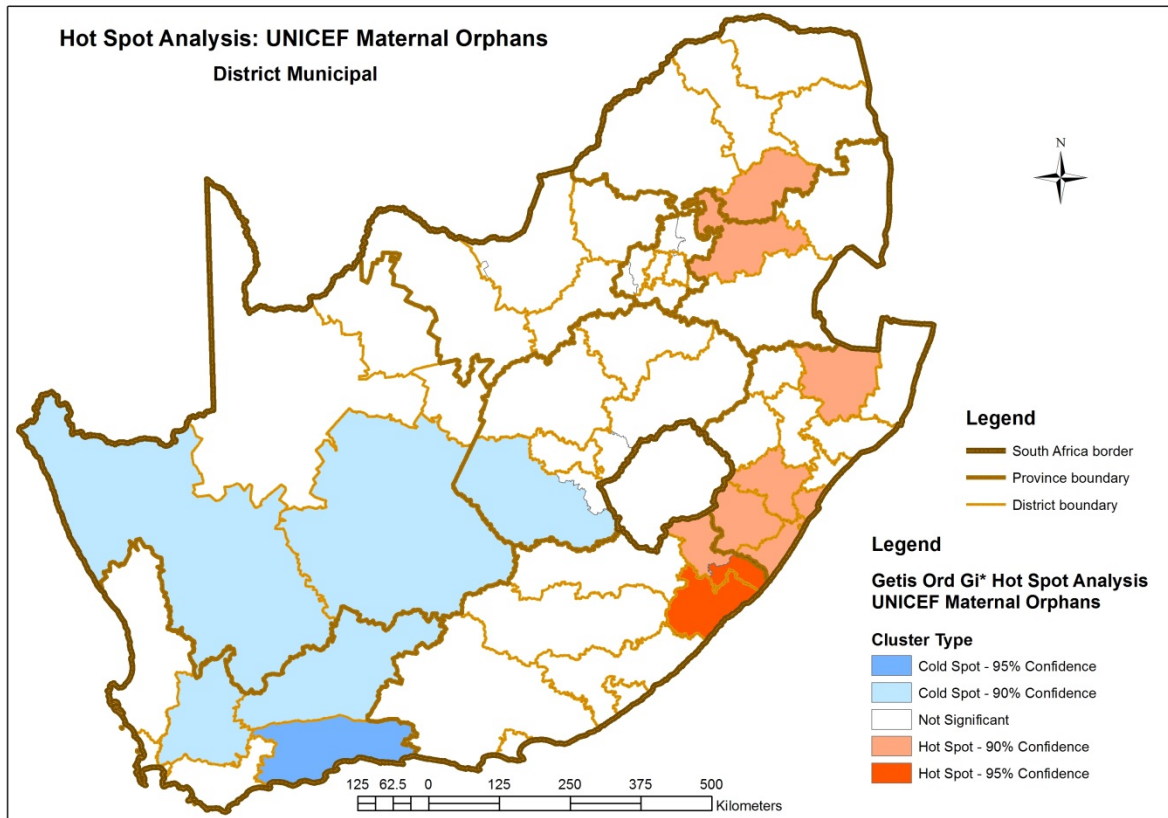 Hot Spot Analysis: UNICEF Maternal Orphans
District Municipal
N
Legend
South Africa border
Province boundary
District boundary
Legend
Getis Ord Gi* Hot Spot Analysis
UNICEF Maternal Orphans
Cluster Type
Cold Spot - 95% Confidence
Cold Spot - 90% Confidence
Not Significant
Hot Spot - 90% Confidence
Hot Spot - 95% Confidence
125 62.5 0 125 250 375 500
Kilometers